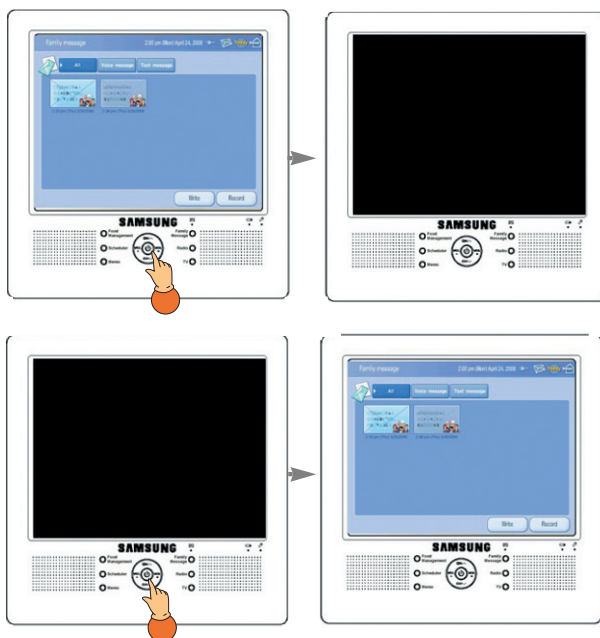 Family message 2:00 pm (Mon) April 24, 2006
All Voice message Text message
Write Record
SAMSUNG
Food Management
Family Message
Scheduler
Radio
Memo
TV
SAMSUNG
Food Management
Family Message
Scheduler
Radio
Memo
TV
SAMSUNG
Food Management
Family Message
Scheduler
Radio
Memo
TV
Family message 2:00 pm (Mon) April 24, 2006
All Voice message Text message
Write Record
SAMSUNG
Food Management
Family Message
Scheduler
Radio
Memo
TV